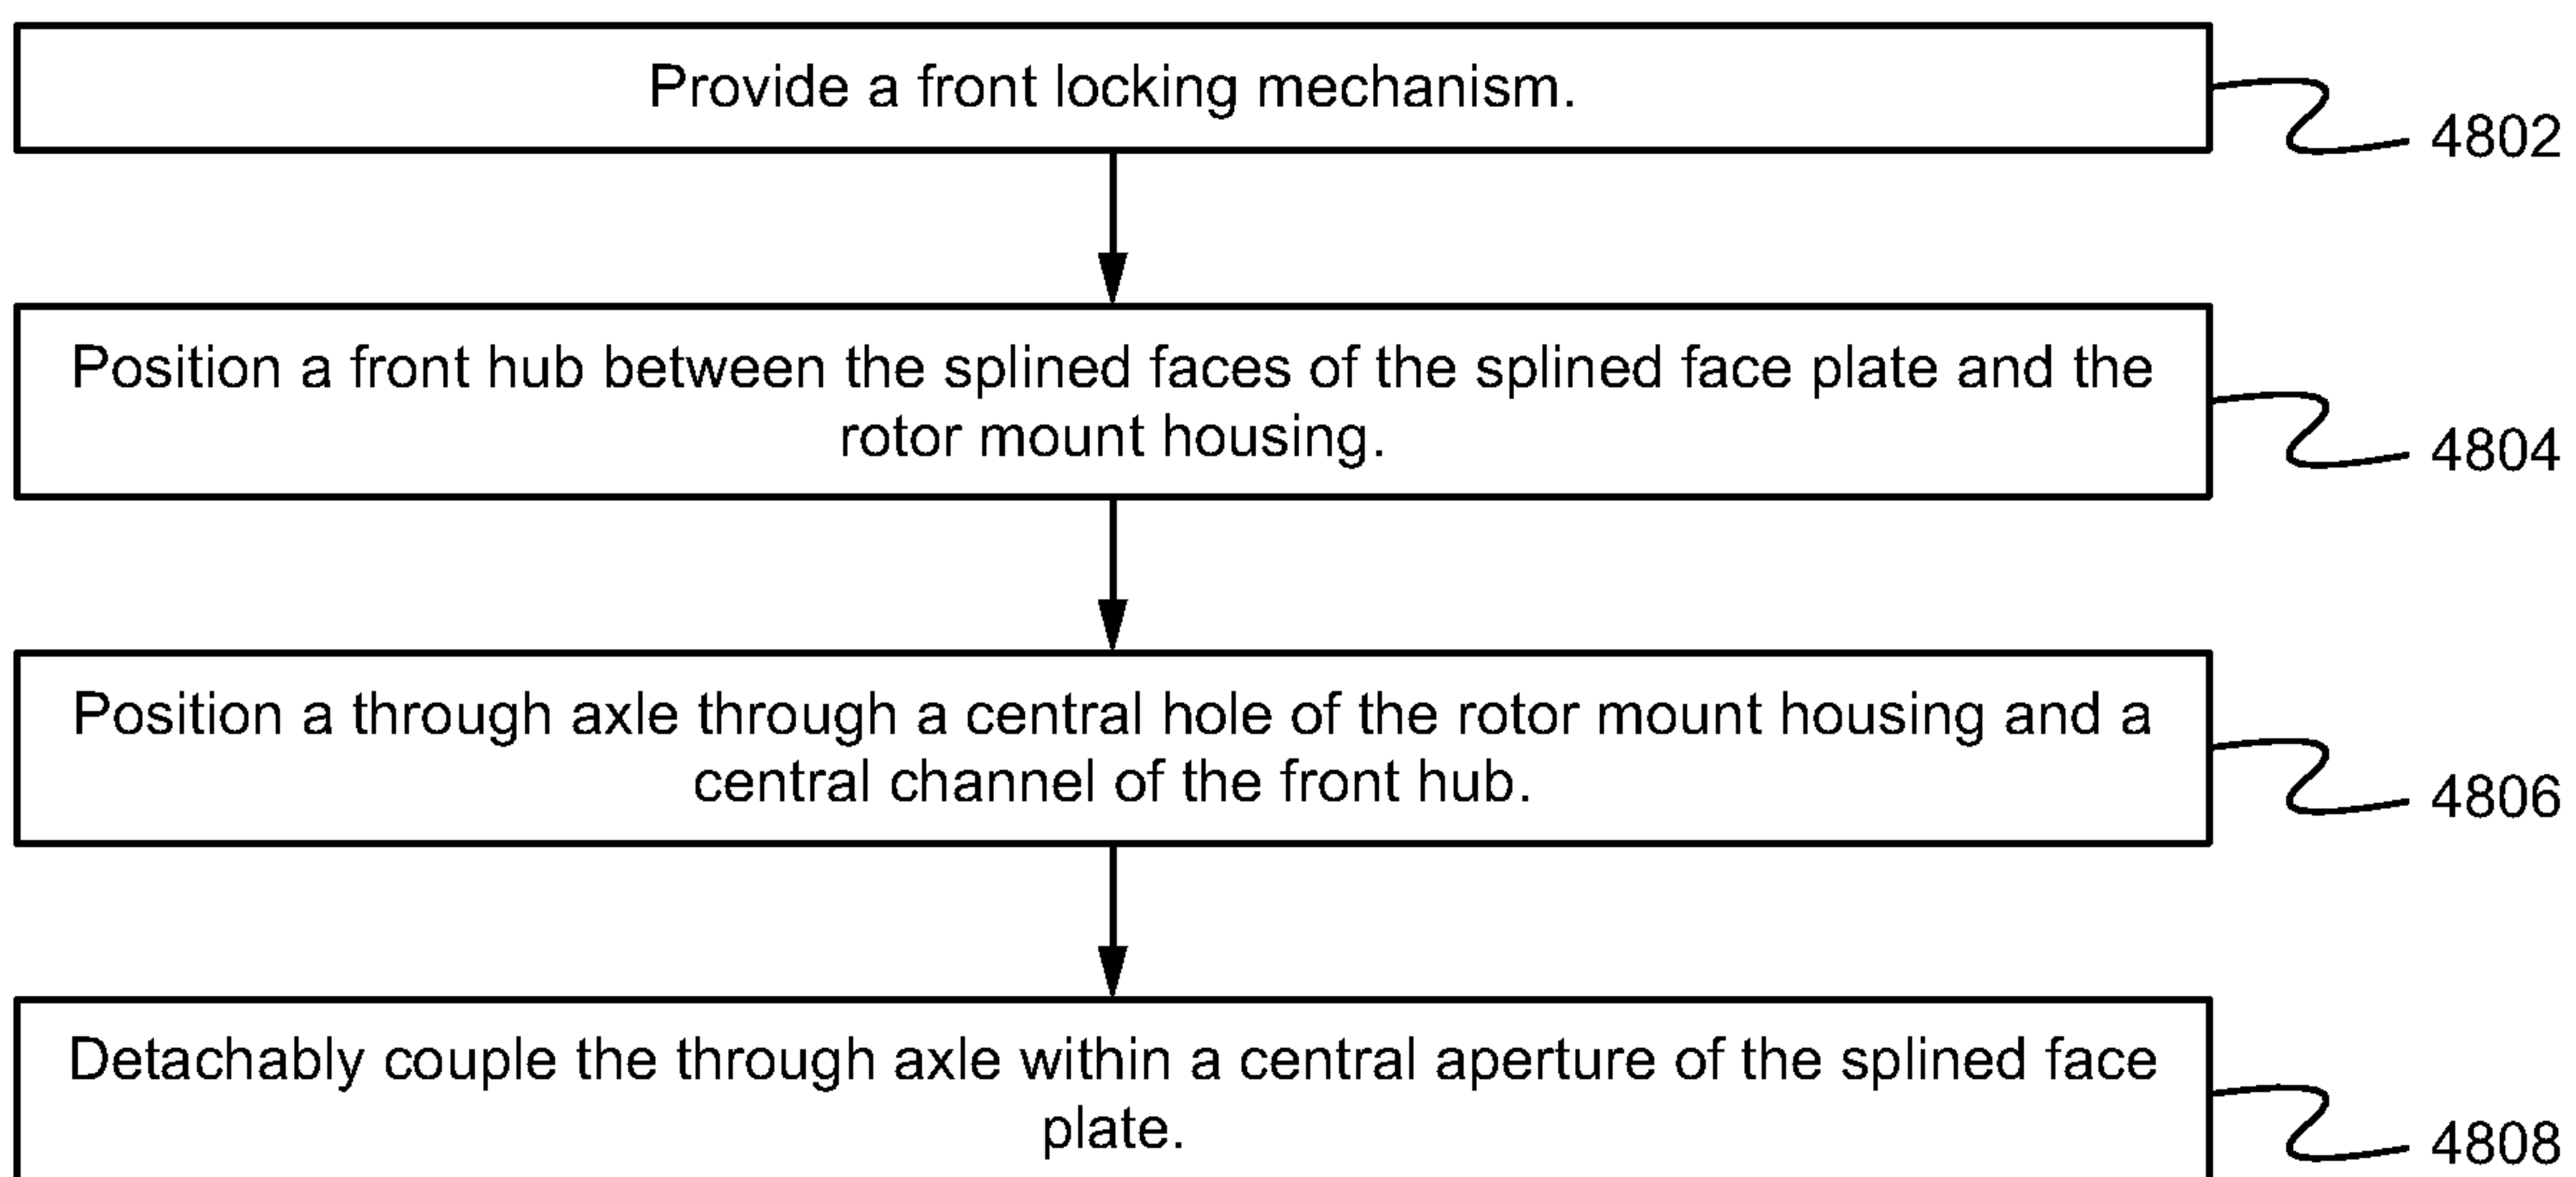 Provide a front locking mechanism.
4802
Position a front hub between the splined faces of the splined face plate and the
rotor mount housing.
4804
Position a through axle through a central hole of the rotor mount housing and a
central channel of the front hub.
4806
Detachably couple the through axle within a central aperture of the splined face
plate.
4808